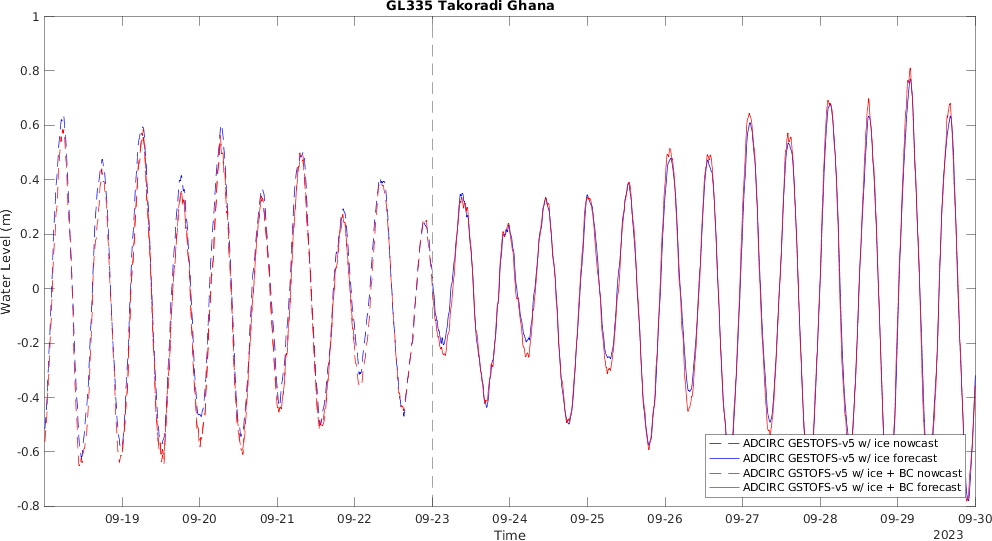 GL335 Takoradi Ghana
1
0.8
0.6
0.4
0.2
0
-0.2
-0.4
-0.6
-0.8
Water Level (m)
09-19 09-20 09-21 09-22 09-23 09-24 09-25 09-26 09-27 09-28 09-29 09-30
Time
2023
ADCIRC GESTOFS-v5 w/ ice nowcast
ADCIRC GESTOFS-v5 w/ ice forecast
ADCIRC GSTOFS-v5 w/ ice + BC nowcast
ADCIRC GSTOFS-v5 w/ ice + BC forecast